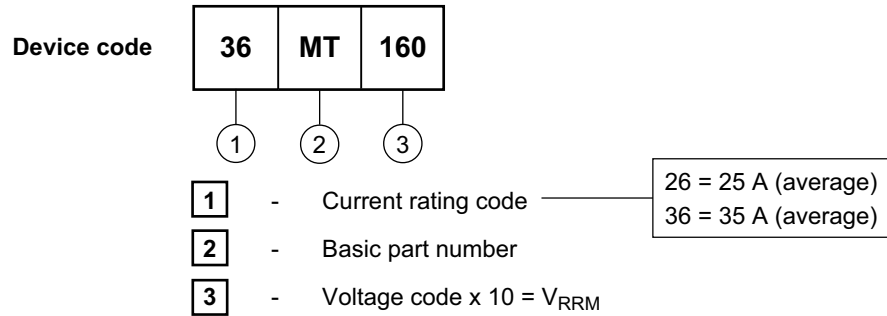 Device code 36 MT 160
1 2 3
1 - Current rating code 26 = 25 A (average)
36 = 35 A (average)
2 - Basic part number
3 - Voltage code x 10 = VRRM